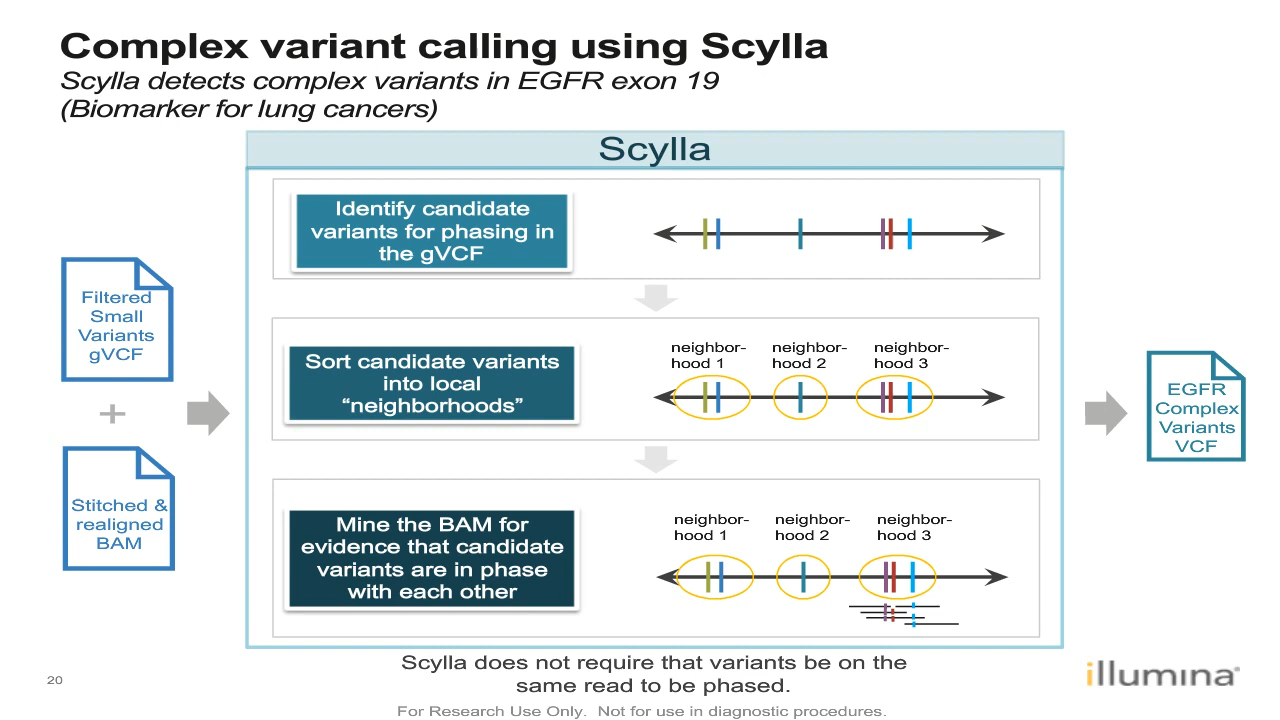 Complex variant calling using Scylla
Scylla detects complex variants in EGFR exon 19
(Biomarker for lung cancers)
Scylla
Identify candidate
variants for phasing in
the gVCF
Filtered
Small
Variants
gVCF
+
Stitched &
realigned
BAM
Sort candidate variants
into local
“neighborhoods”
neighbor-
hood 1
neighbor-
hood 2
neighbor-
hood 3
Mine the BAM for
evidence that candidate
variants are in phase
with each other
neighbor-
hood 1
neighbor-
hood 2
neighbor-
hood 3
EGFR
Complex
Variants
VCF
Scylla does not require that variants be on the
same read to be phased.
20
illumina®
For Research Use Only. Not for use in diagnostic procedures.